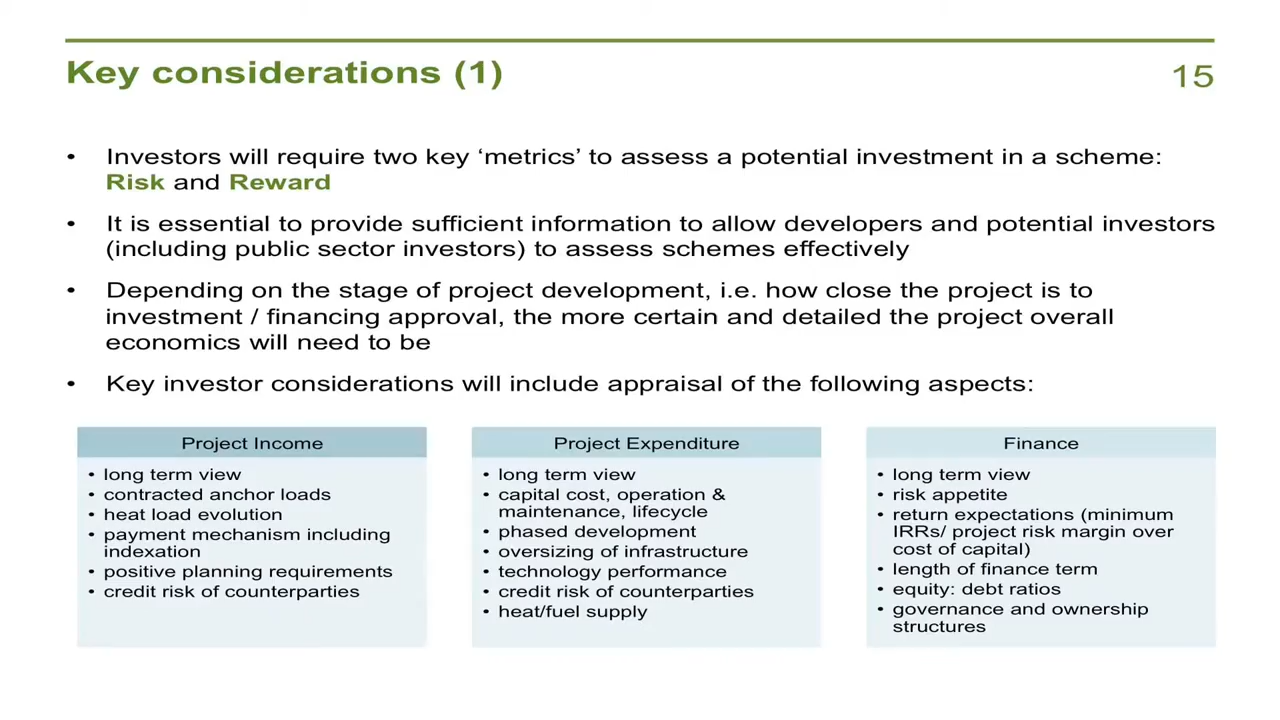 Key considerations (1)
15
• Investors will require two key ‘metrics’ to assess a potential investment in a scheme:
Risk and Reward
• It is essential to provide sufficient information to allow developers and potential investors
(including public sector investors) to assess schemes effectively
• Depending on the stage of project development, i.e. how close the project is to
investment / financing approval, the more certain and detailed the project overall
economics will need to be
• Key investor considerations will include appraisal of the following aspects:
Project Income
• long term view
• contracted anchor loads
• heat load evolution
• payment mechanism including
indexation
• positive planning requirements
• credit risk of counterparties
Project Expenditure
• long term view
• capital cost, operation &
maintenance, lifecycle
• phased development
• oversizing of infrastructure
• technology performance
• credit risk of counterparties
• heat/fuel supply
Finance
• long term view
• risk appetite
• return expectations (minimum
IRRs/ project risk margin over
cost of capital)
• length of finance term
• equity: debt ratios
• governance and ownership
structures